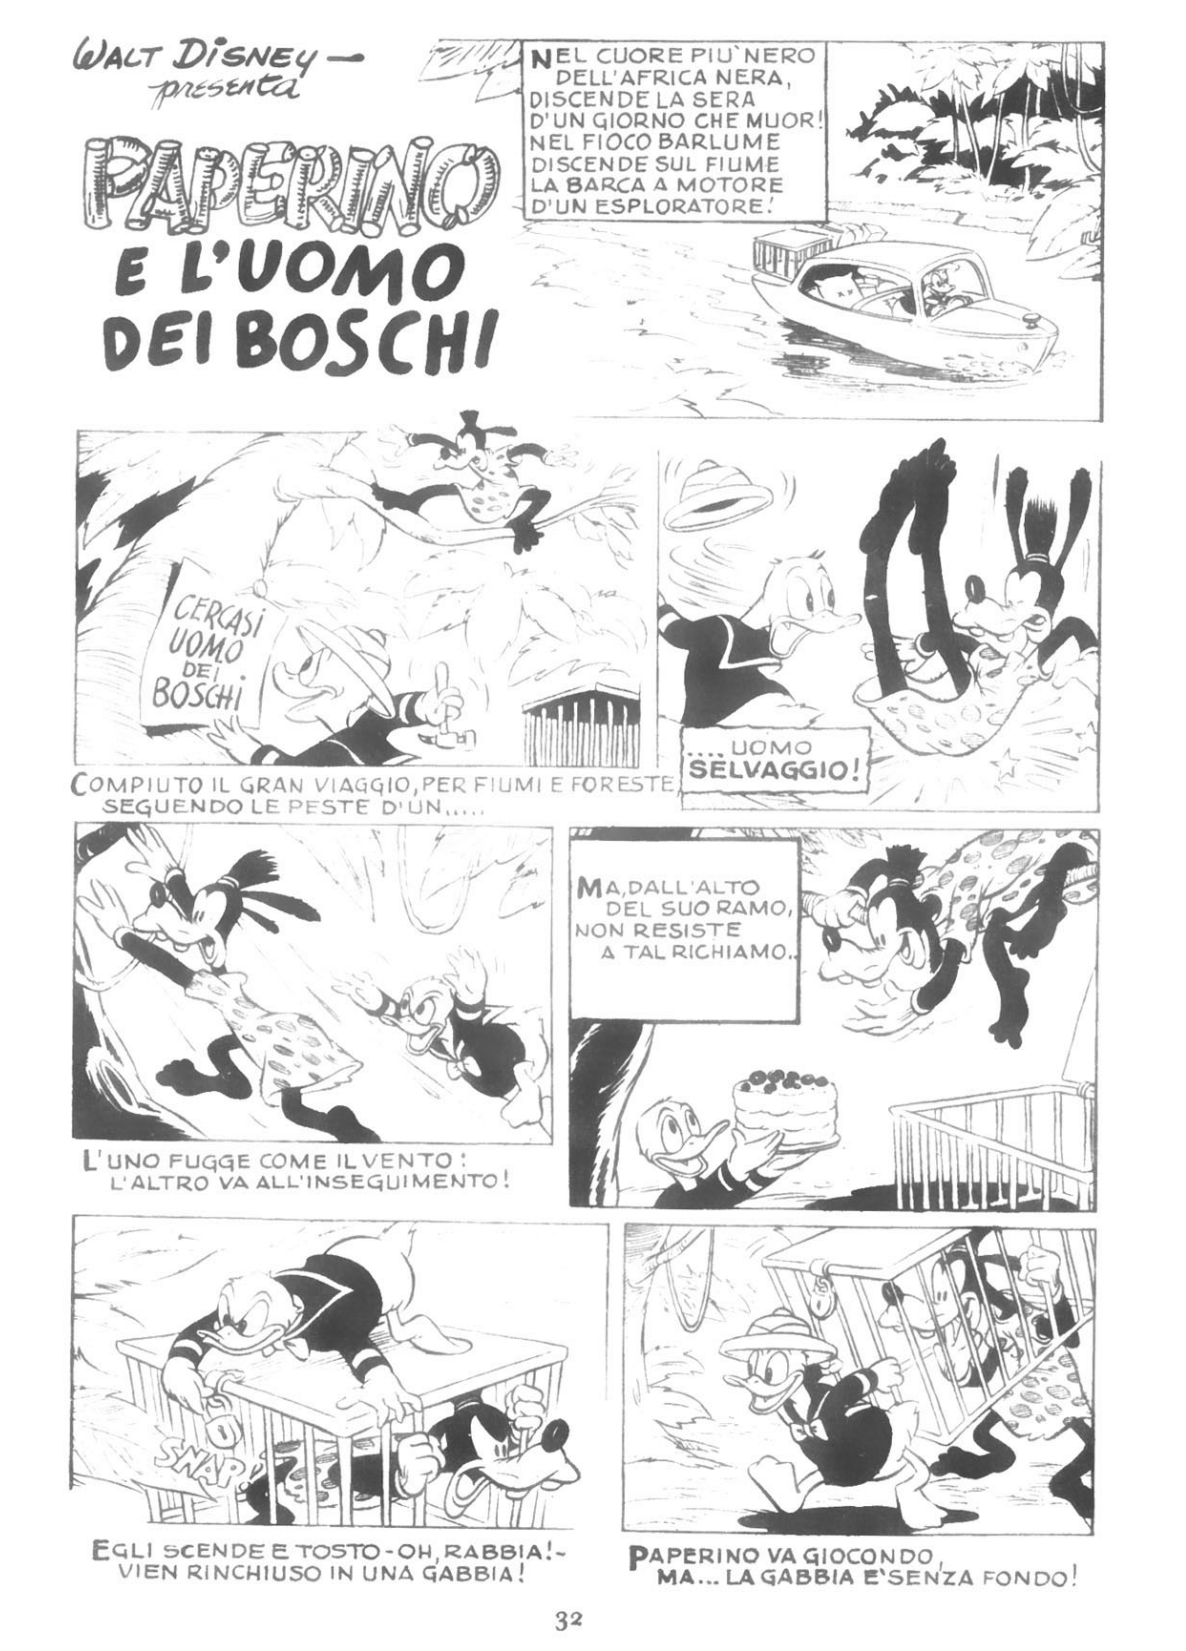 WALT DISNEY —
presenta
PAPERINO
E L'UOMO
DEI BOSCHI
NEL CUORE PIU' NERO
DELL'AFRICA NERA,
DISCENDE LA SERA
D'UN GIORNO CHE MUOR!
NEL FIOCO BARLUME
DISCENDE SUL FIUME
LA BARCA A MOTORE
D'UN ESPLORATORE!
CERCASI
UOMO
DEI
BOSCHI.
COMPIUTO IL GRAN VIAGGIO, PER FIUMI E FORESTE
SEGUENDO LE PESTE D'UN.....
....UOMO
SELVAGGIO!
L'UNO FUGGE COME IL VENTO:
L'ALTRO VA ALL'INSEGUIMENTO!
MA, DALL'ALTO
DEL SUO RAMO,
NON RESISTE
A TAL RICHIAMO..
SNAP!
EGLI SCENDE E TOSTO - OH, RABBIA! -
VIEN RINCHIUSO IN UNA GABBIA!
PAPERINO VA GIOCONDO,
MA... LA GABBIA E' SENZA FONDO!
32